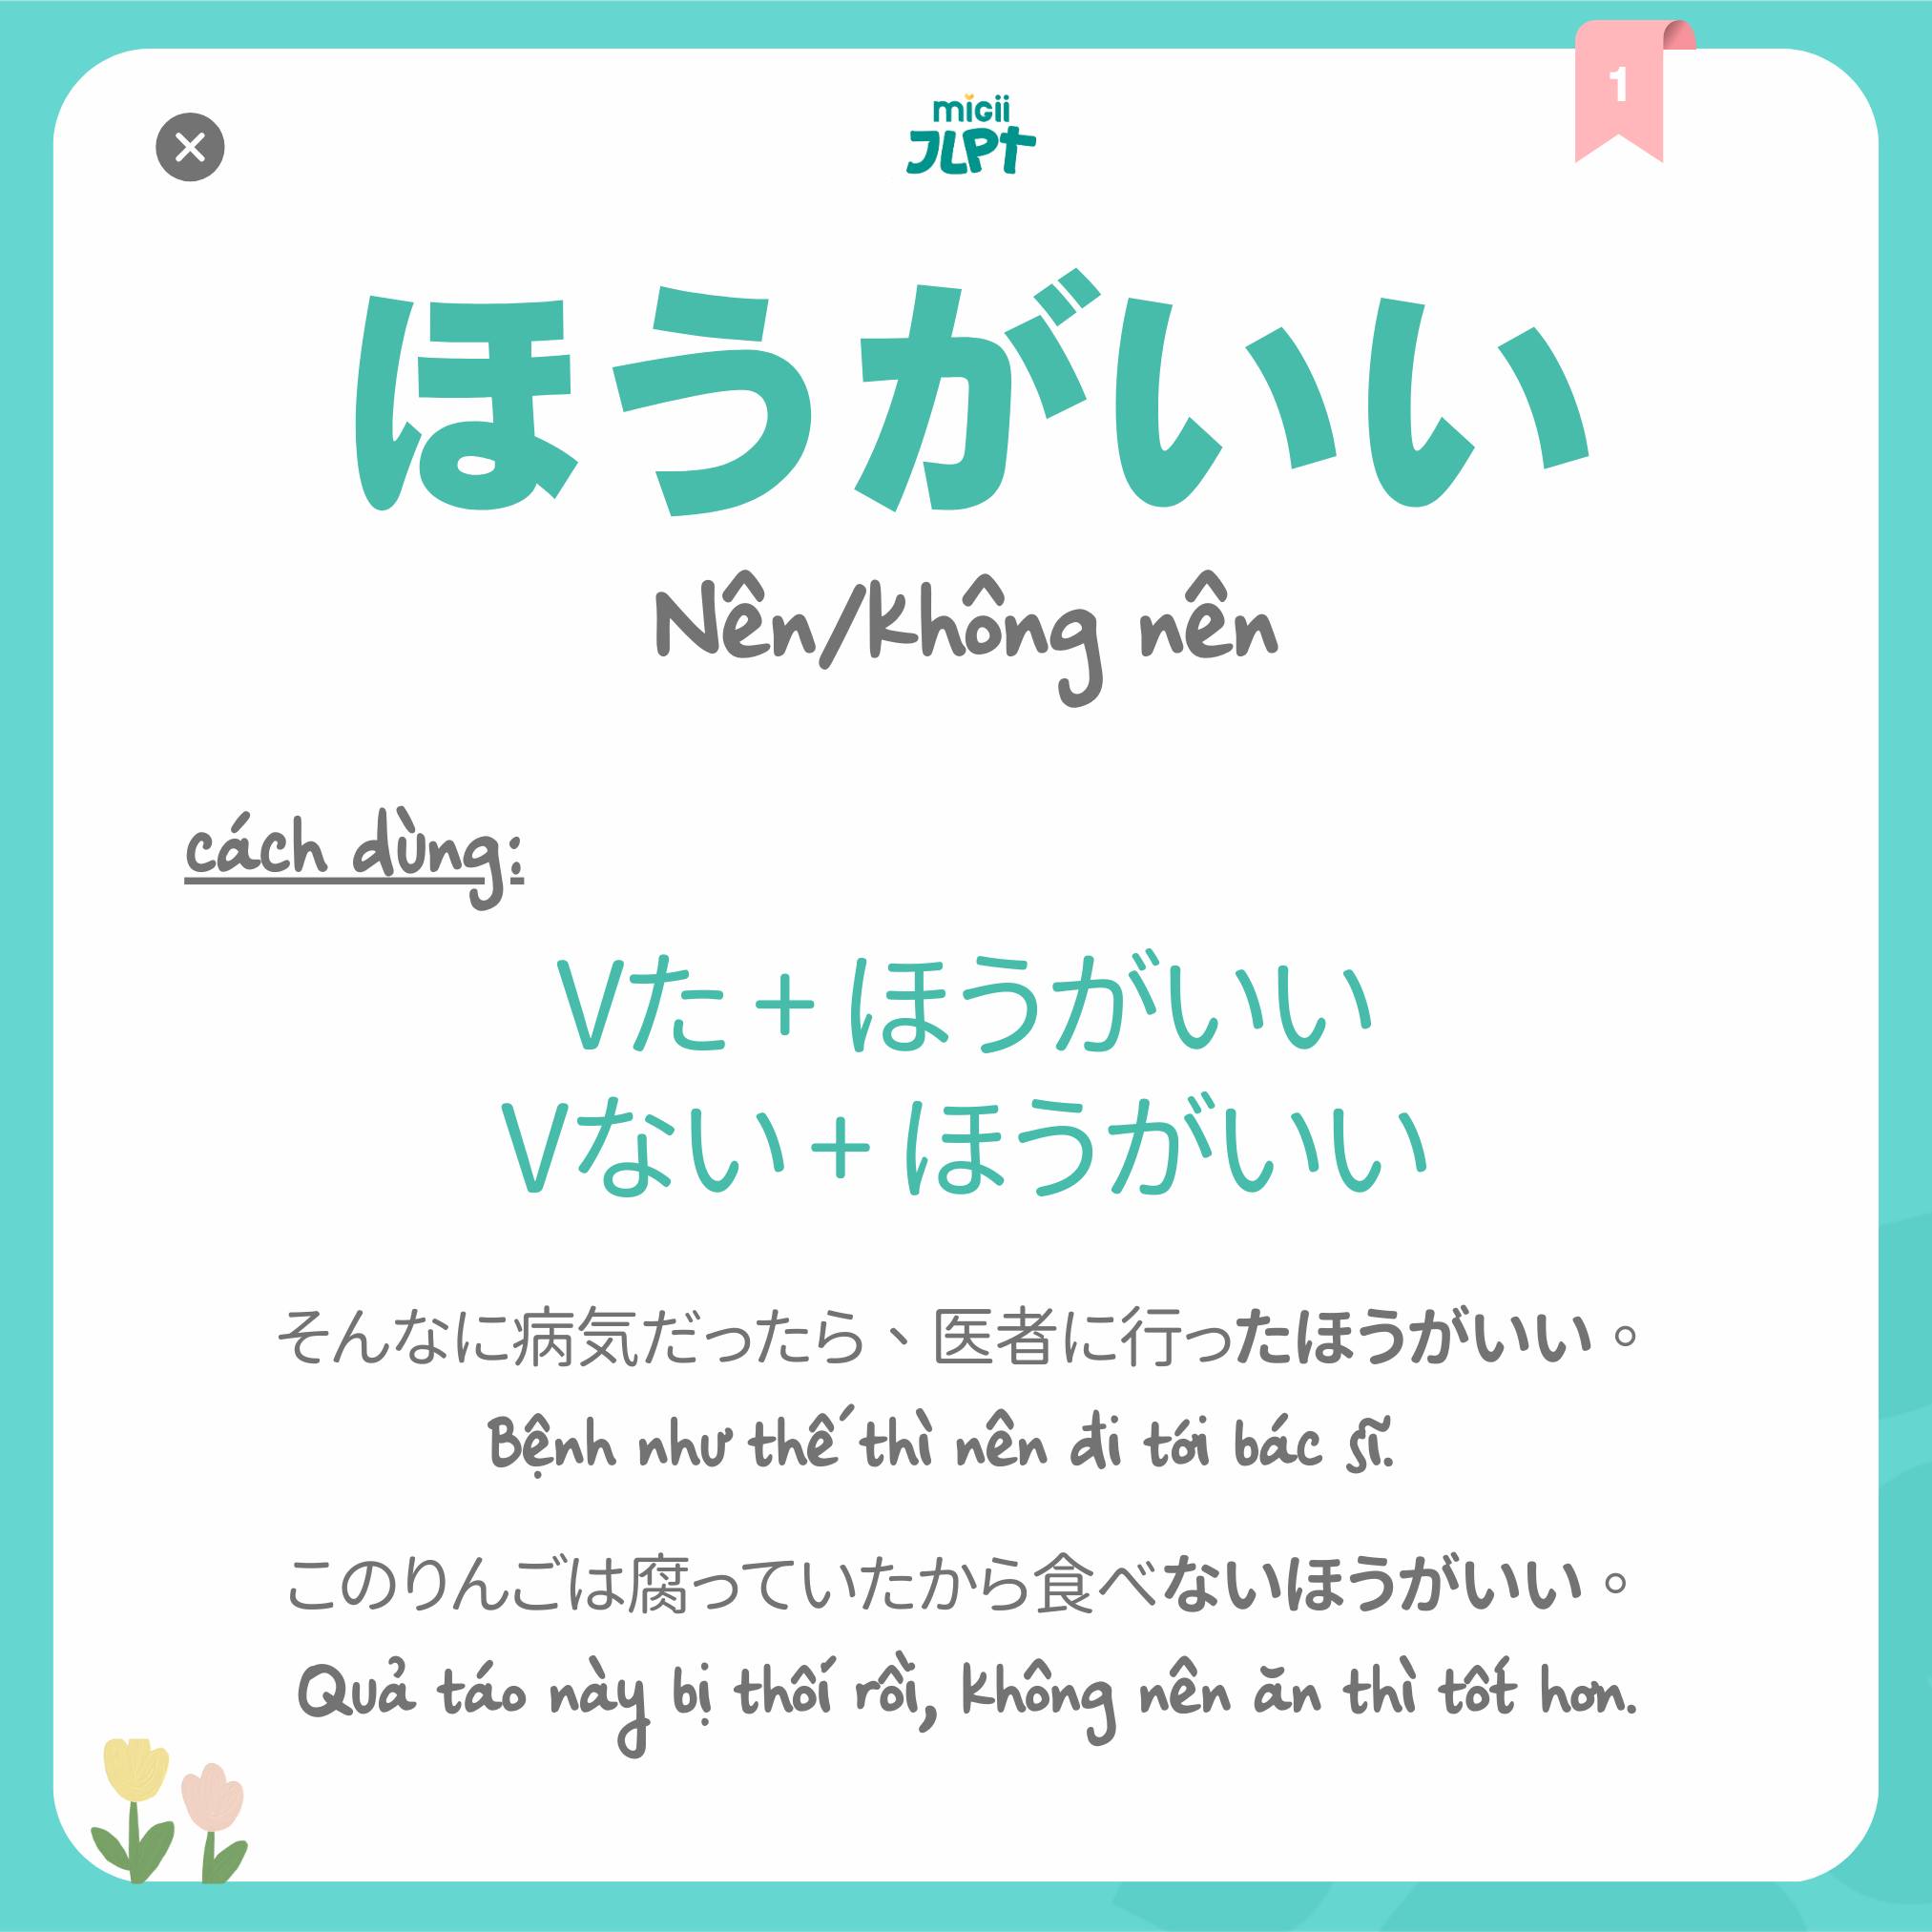 1
migii
JLPT
ほうがいい
Nên/Không nên
cách dùng:
Vた + ほうがいい
Vない + ほうがいい
そんなに病気だったら、医者に行ったほうがいい。
Bệnh như thế thì nên đi tới bác sĩ.
このりんごは腐っていたから食べないほうがいい。
Quả táo này bị thối rồi, không nên ăn thì tốt hơn.